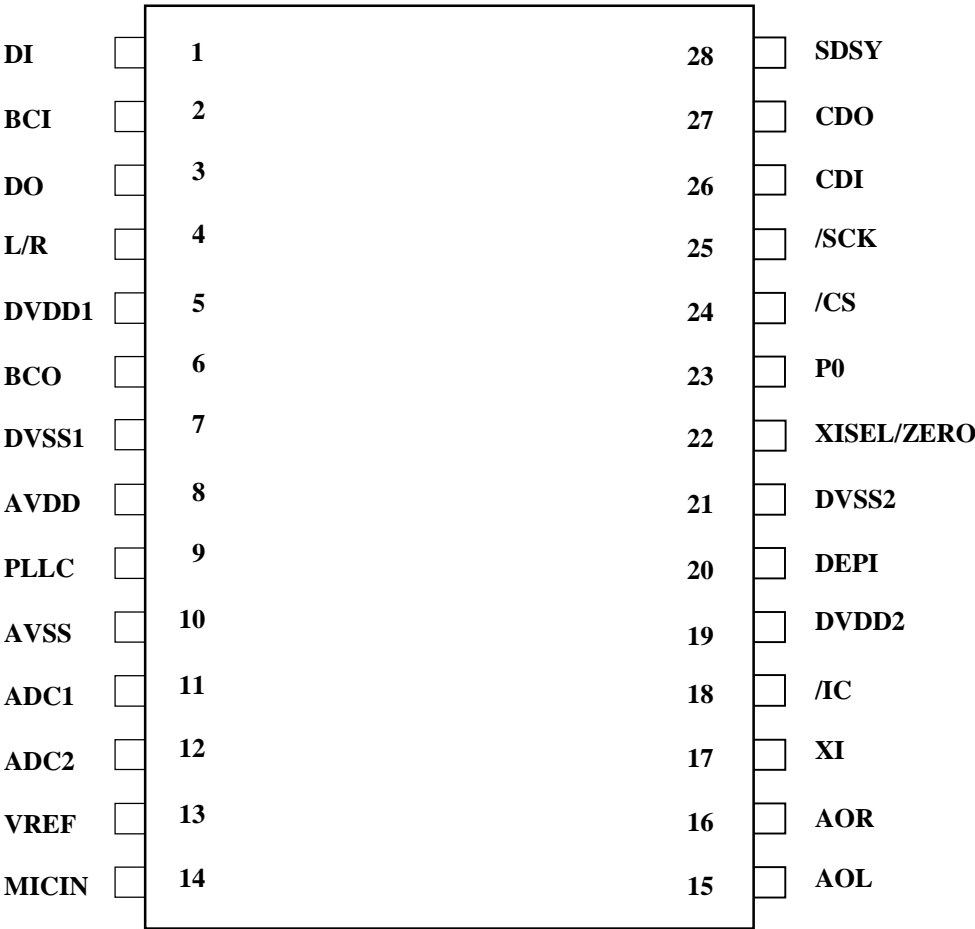 DI 1 28 SDSY
BCI 2 27 CDO
DO 3 26 CDI
L/R 4 25 /SCK
DVDD1 5 24 /CS
BCO 6 23 P0
DVSS1 7 22 XISEL/ZERO
AVDD 8 21 DVSS2
PLLC 9 20 DEPI
AVSS 10 19 DVDD2
ADC1 11 18 /IC
ADC2 12 17 XI
VREF 13 16 AOR
MICIN 14 15 AOL